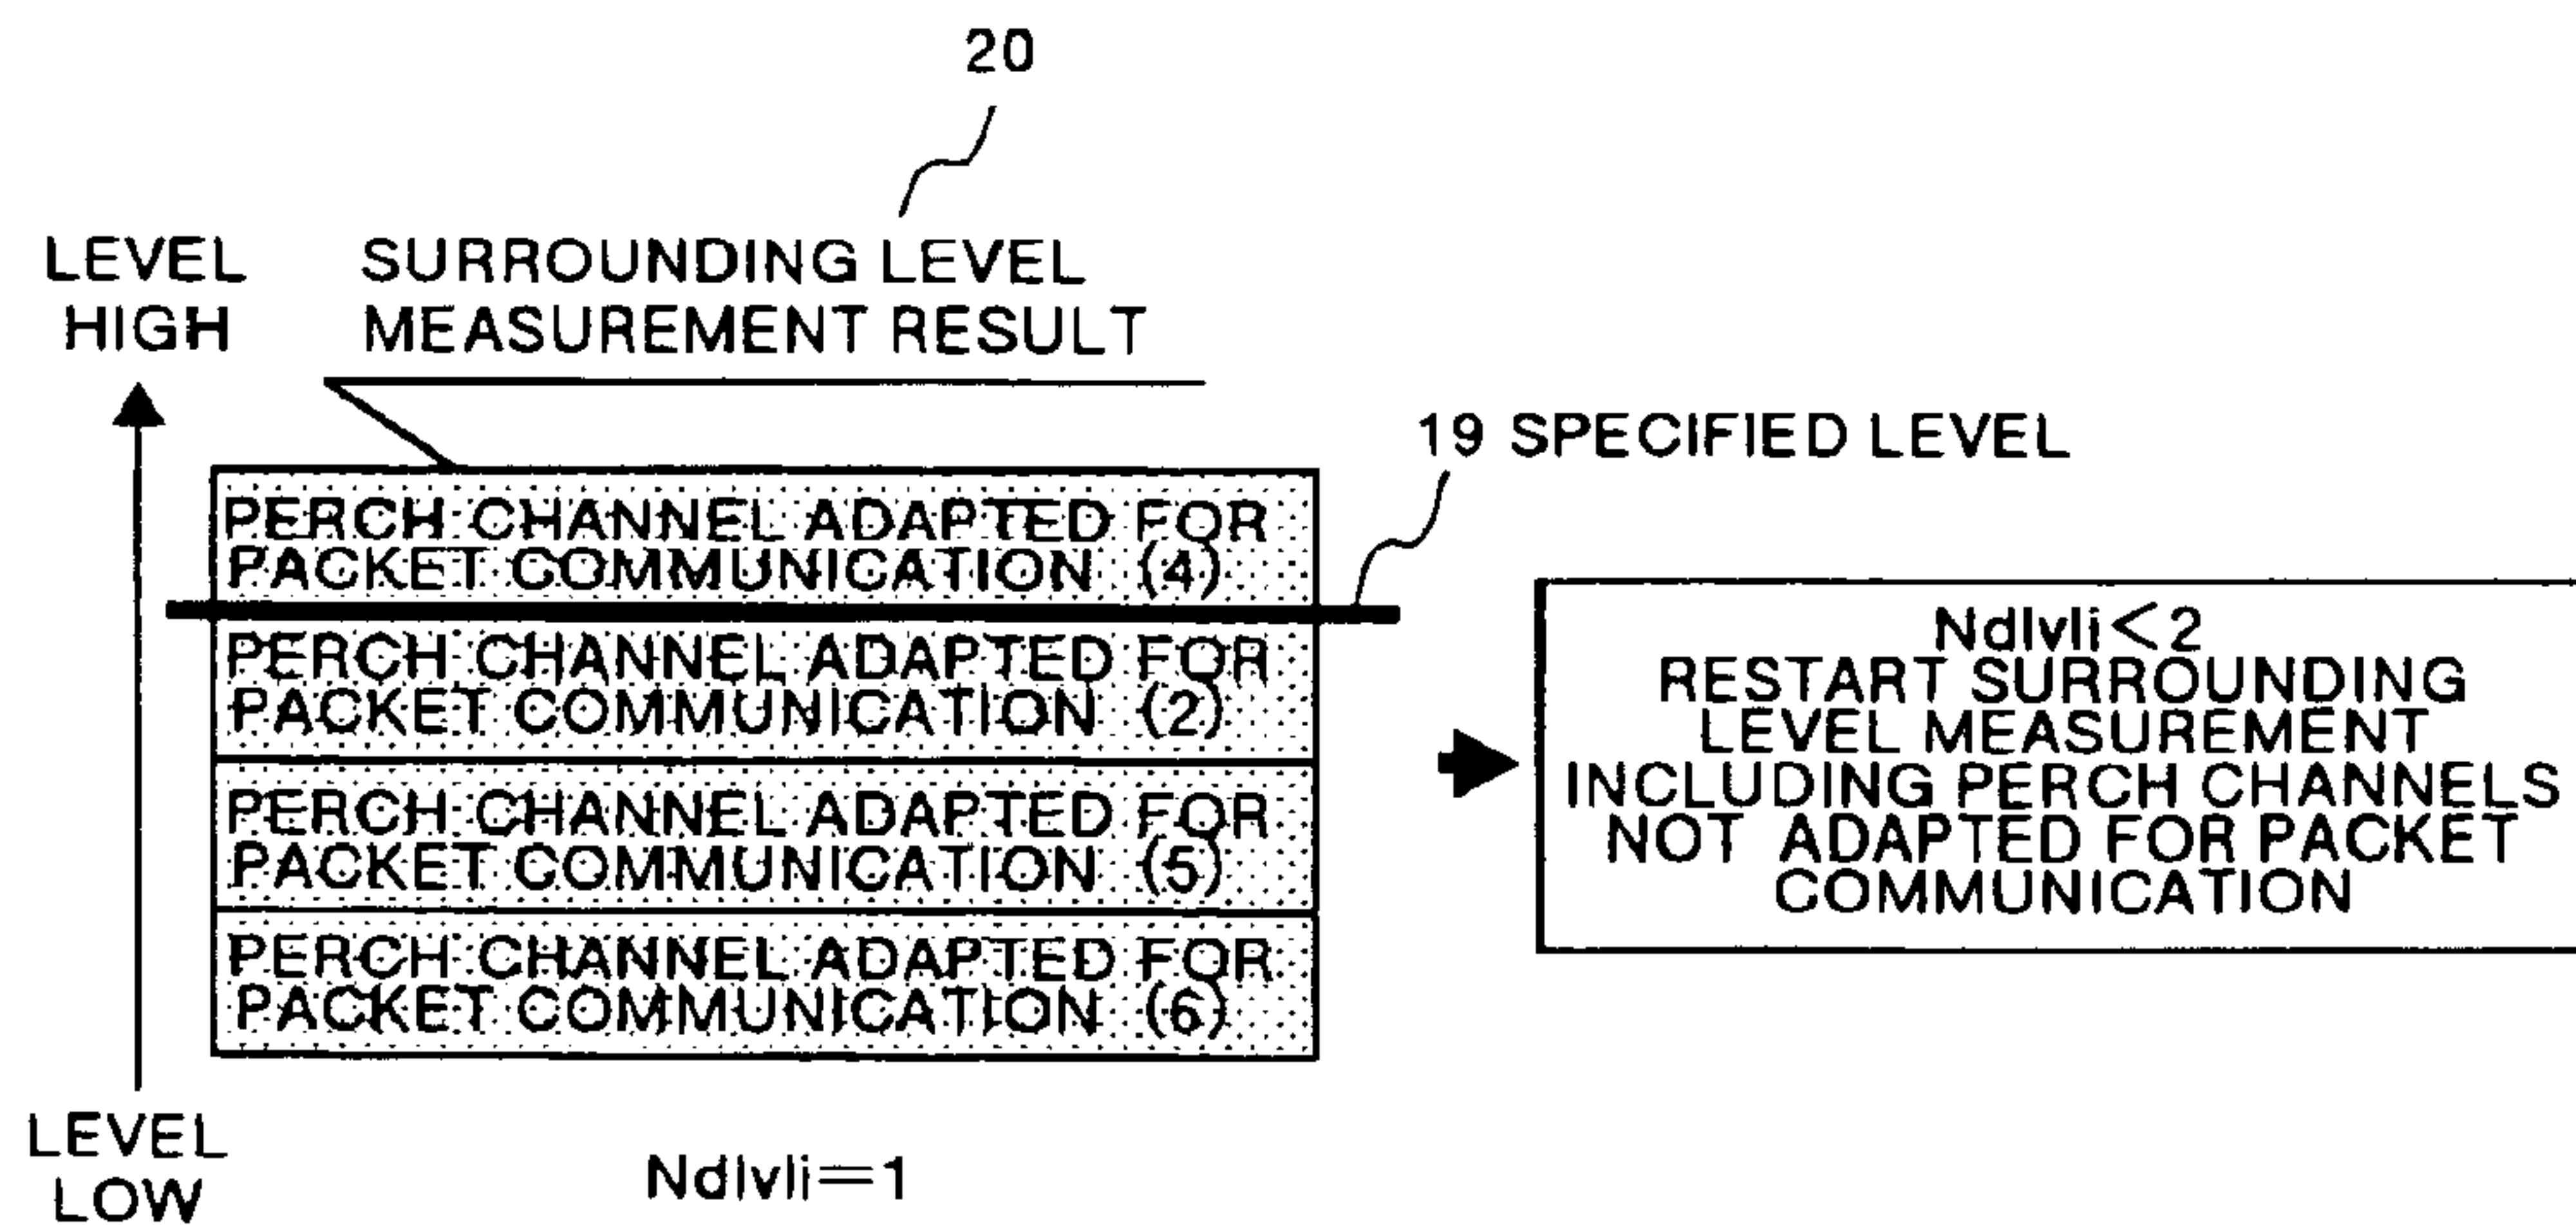 20
LEVEL
HIGH
SURROUNDING LEVEL
MEASUREMENT RESULT
19 SPECIFIED LEVEL
PERCH CHANNEL ADAPTED FOR
PACKET COMMUNICATION (4)
PERCH CHANNEL ADAPTED FOR
PACKET COMMUNICATION (2)
PERCH CHANNEL ADAPTED FOR
PACKET COMMUNICATION (5)
PERCH CHANNEL ADAPTED FOR
PACKET COMMUNICATION (6)
Ndlvli<2
RESTART SURROUNDING
LEVEL MEASUREMENT
INCLUDING PERCH CHANNELS
NOT ADAPTED FOR PACKET
COMMUNICATION
LEVEL
LOW
Ndlvli=1